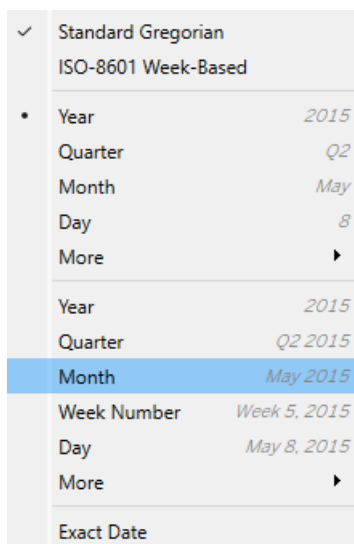 Standard Gregorian
ISO-8601 Week-Based
Year 2015
Quarter Q2
Month May
Day 8
More
Year 2015
Quarter Q2 2015
Month May 2015
Week Number Week 5, 2015
Day May 8, 2015
More
Exact Date